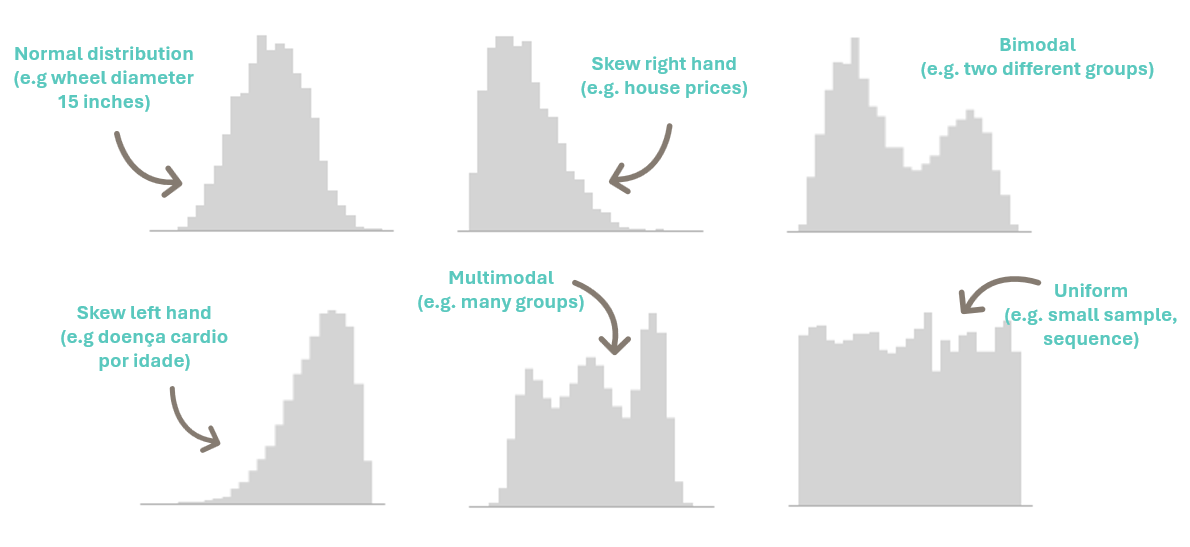 Normal distribution
(e.g wheel diameter
15 inches)
Skew right hand
(e.g. house prices)
Bimodal
(e.g. two different groups)
Skew left hand
(e.g doença cardio
por idade)
Multimodal
(e.g. many groups)
Uniform
(e.g. small sample,
sequence)